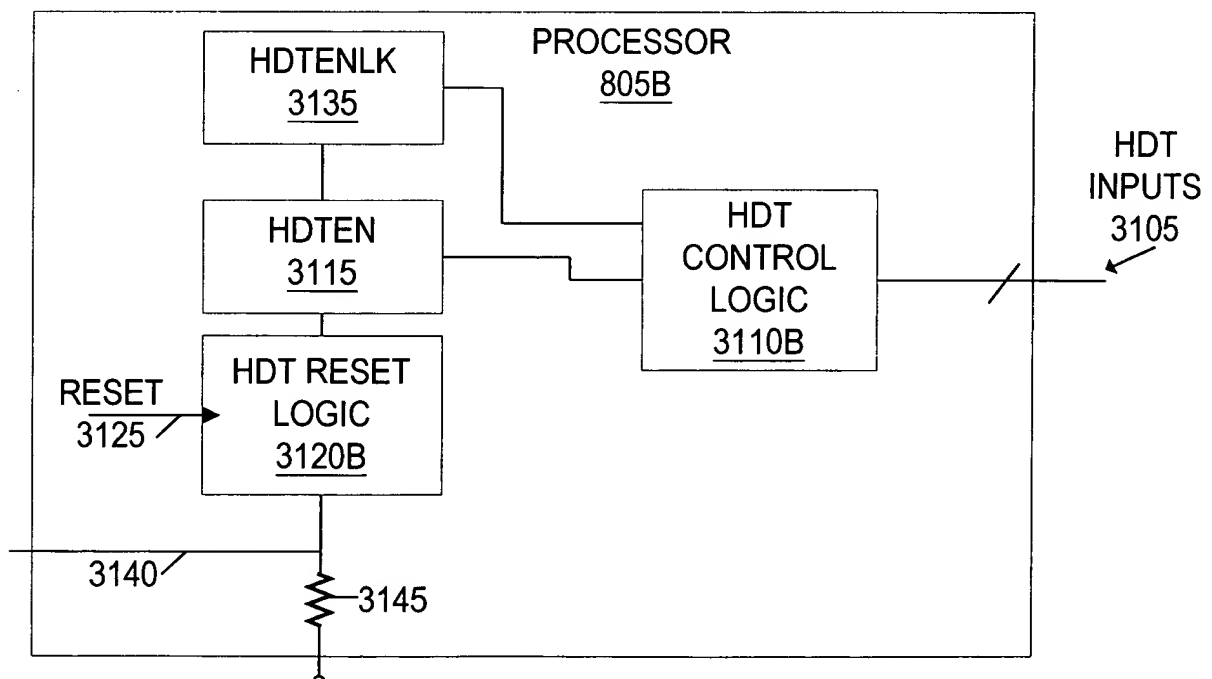 PROCESSOR
805B
HDTENLK
3135
HDTEN
3115
HDT
CONTROL
LOGIC
3110B
HDT
INPUTS
3105
HDT RESET
LOGIC
3120B
RESET
3125
3140
3145